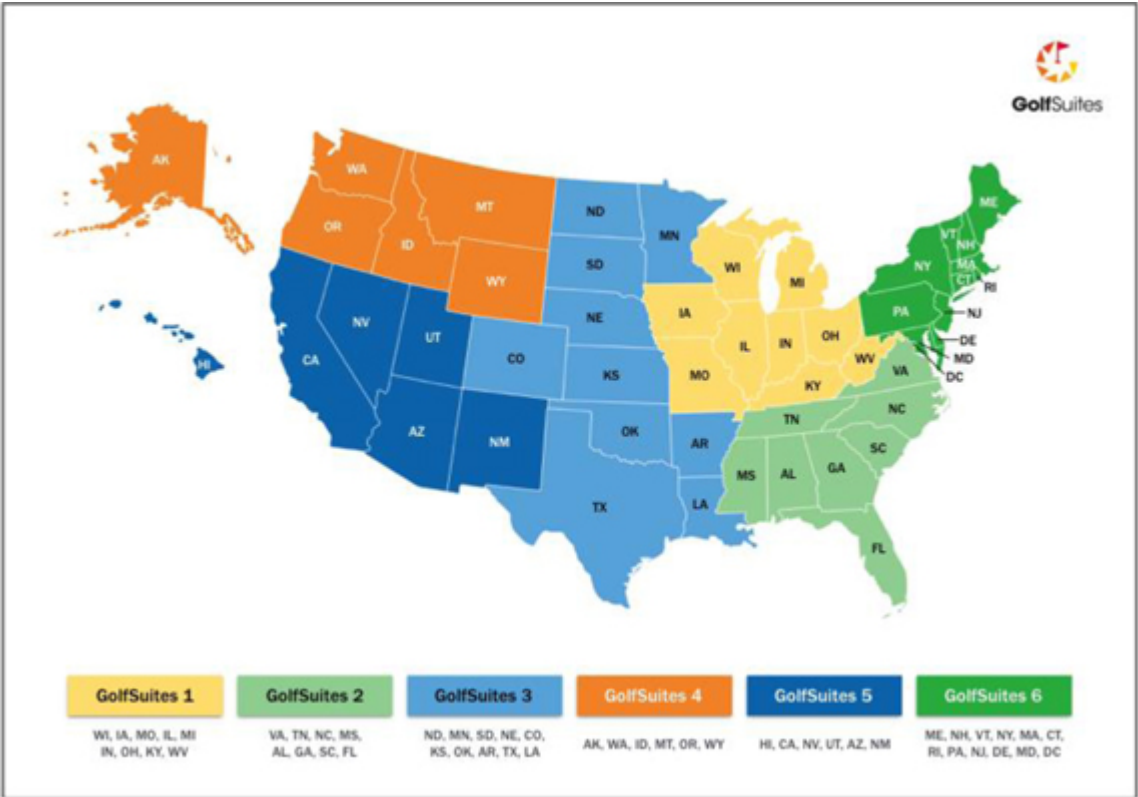 GolfSuites
AK
WA
MT
OR
ID
WY
ND
MN
SD
NE
CO
KS
OK
AR
TX
LA
WI
MI
IA
IL
IN
OH
MO
KY
WV
ME
VT
NH
NY
MA
CT
RI
PA
NJ
DE
MD
DC
HI
CA
NV
UT
AZ
NM
VA
NC
TN
SC
MS
AL
GA
FL
GolfSuites 1
WI, IA, MO, IL, MI
IN, OH, KY, WV
GolfSuites 2
VA, TN, NC, MS,
AL, GA, SC, FL
GolfSuites 3
ND, MN, SD, NE, CO,
KS, OK, AR, TX, LA
GolfSuites 4
AK, WA, ID, MT, OR, WY
GolfSuites 5
HI, CA, NV, UT, AZ, NM
GolfSuites 6
ME, NH, VT, NY, MA, CT,
RI, PA, NJ, DE, MD, DC